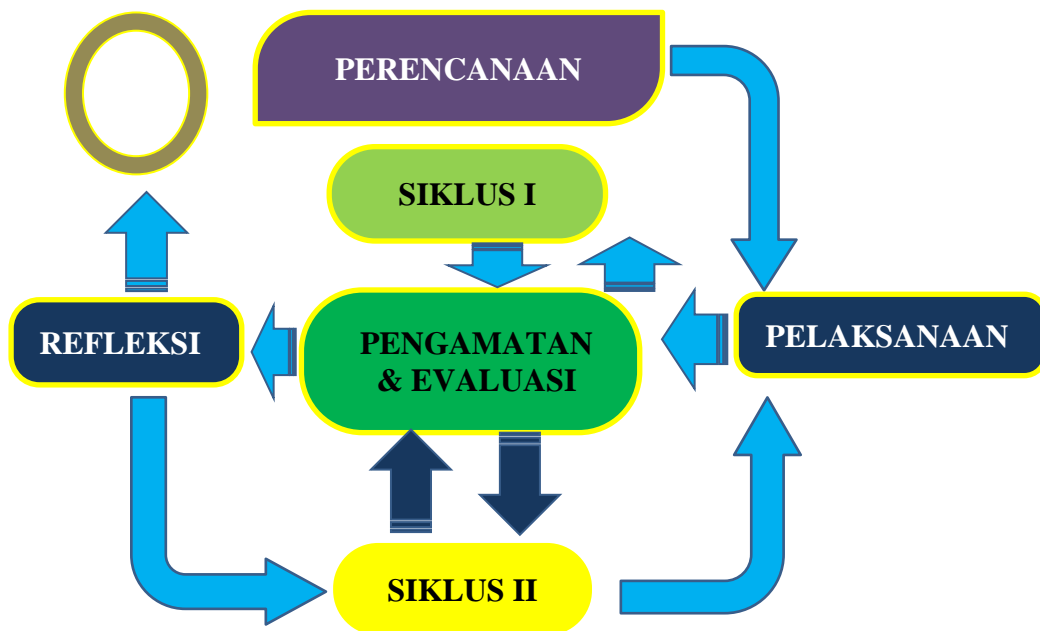 PERENCANAAN
SIKLUS I
REFLEKSI
PENGAMATAN
& EVALUASI
PELAKSANAAN
SIKLUS II